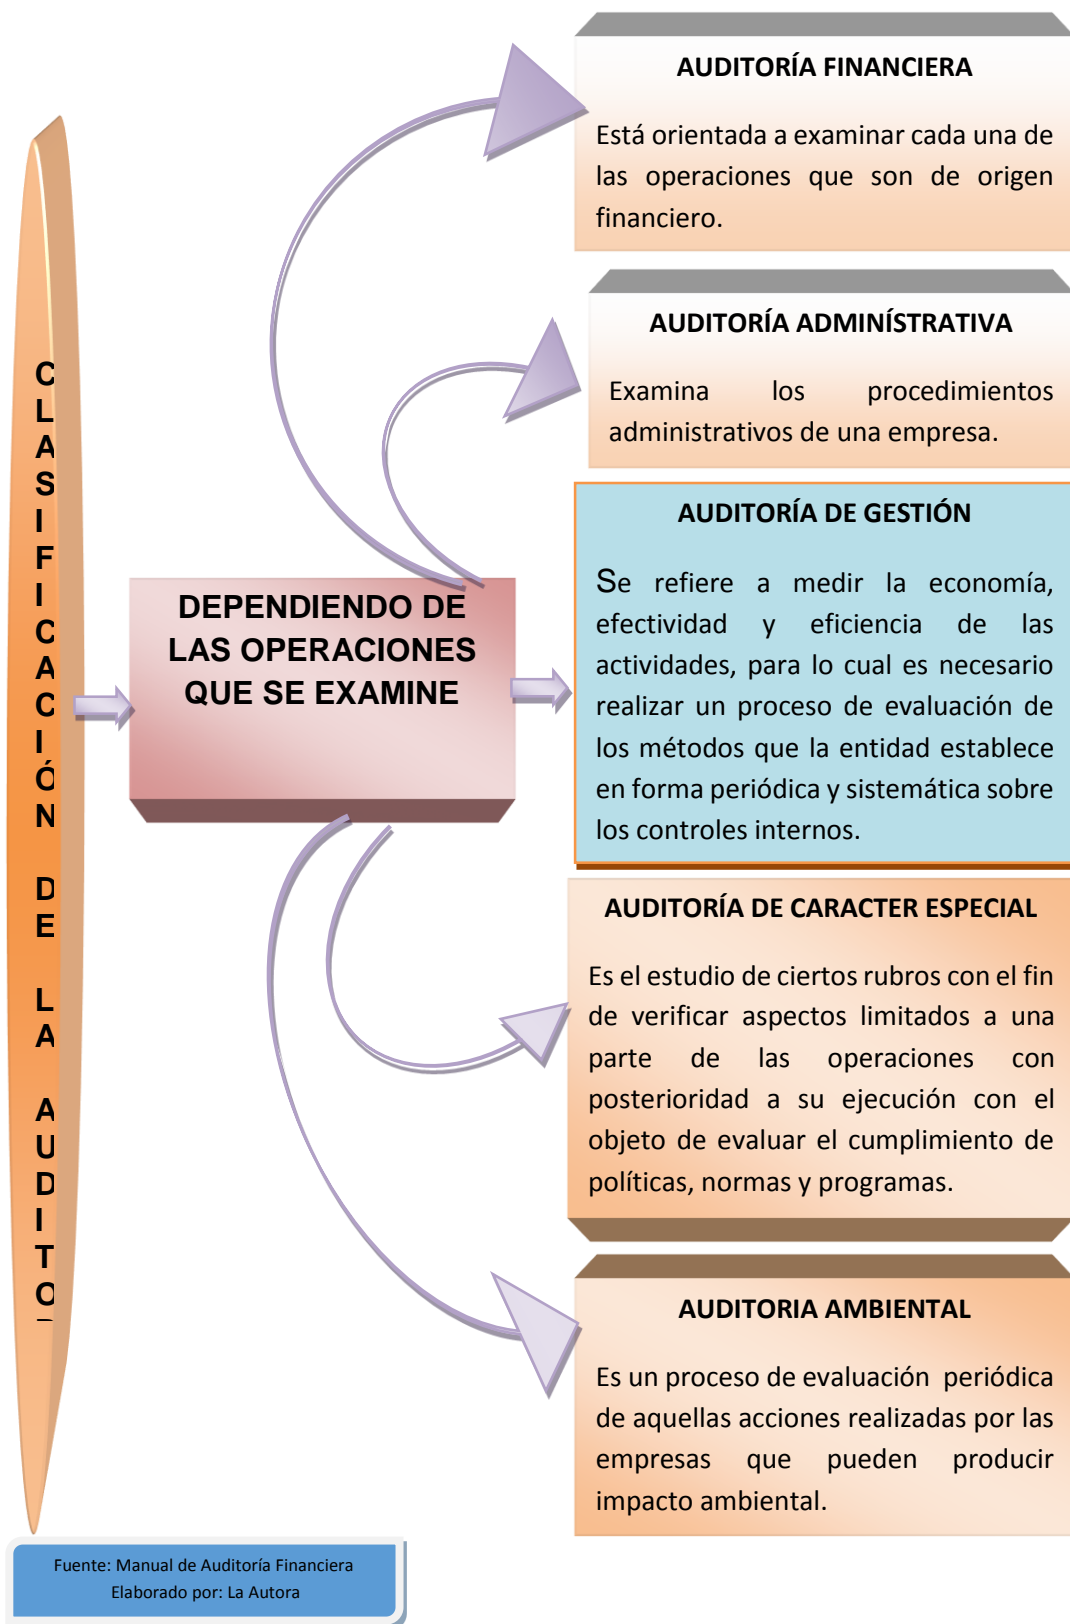 CLASIFICACIÓN DE LA AUDITO
DEPENDIENDO DE
LAS OPERACIONES
QUE SE EXAMINE
AUDITORÍA FINANCIERA
Está orientada a examinar cada una de
las operaciones que son de origen
financiero.
AUDITORÍA ADMINÍSTRATIVA
Examina los procedimientos
administrativos de una empresa.
AUDITORÍA DE GESTIÓN
Se refiere a medir la economía,
efectividad y eficiencia de las
actividades, para lo cual es necesario
realizar un proceso de evaluación de
los métodos que la entidad establece
en forma periódica y sistemática sobre
los controles internos.
AUDITORÍA DE CARACTER ESPECIAL
Es el estudio de ciertos rubros con el fin
de verificar aspectos limitados a una
parte de las operaciones con
posterioridad a su ejecución con el
objeto de evaluar el cumplimiento de
políticas, normas y programas.
AUDITORIA AMBIENTAL
Es un proceso de evaluación periódica
de aquellas acciones realizadas por las
empresas que pueden producir
impacto ambiental.
Fuente: Manual de Auditoría Financiera
Elaborado por: La Autora